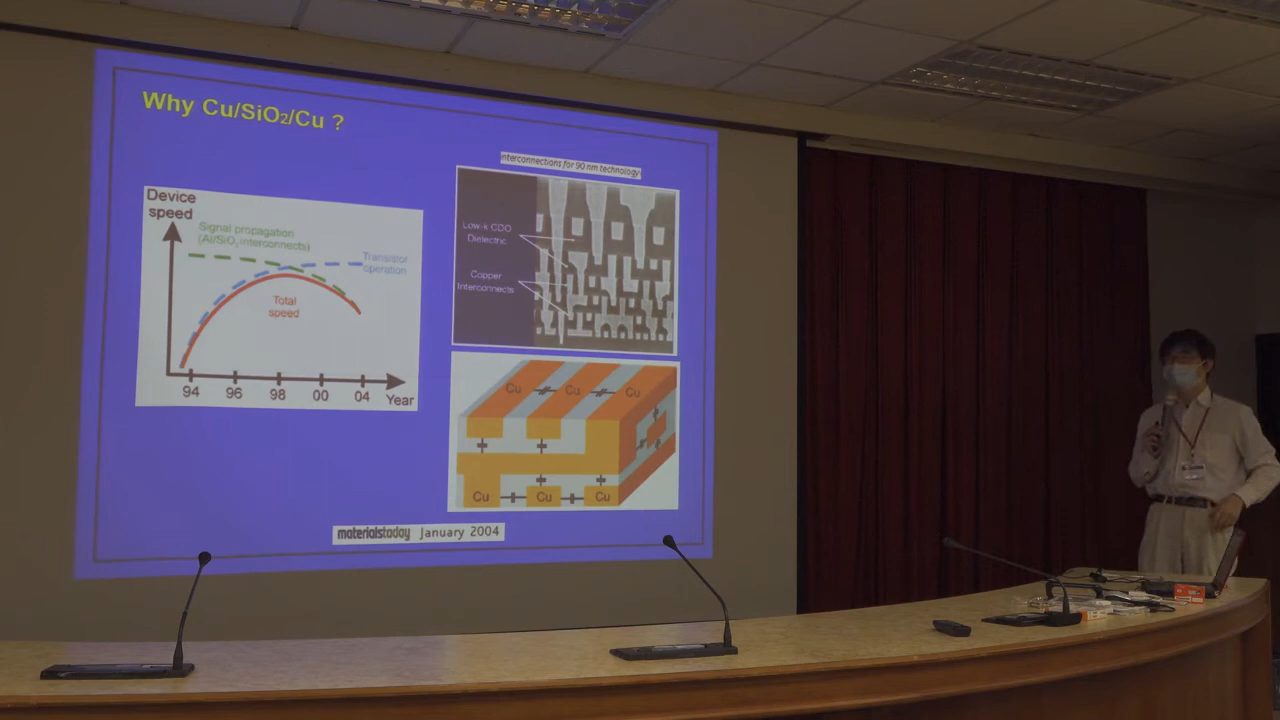 Why Cu/SiO₂/Cu ?
Device
speed
Signal propagation
(Al/SiO₂ interconnects)
Transistor
operation
Total
speed
94 96 98 00 04 Year
Interconnections for 90 nm technology
Low-k CDO
Dielectric
Copper
Interconnects
Cu Cu Cu
Cu Cu Cu
materialstoday January 2004